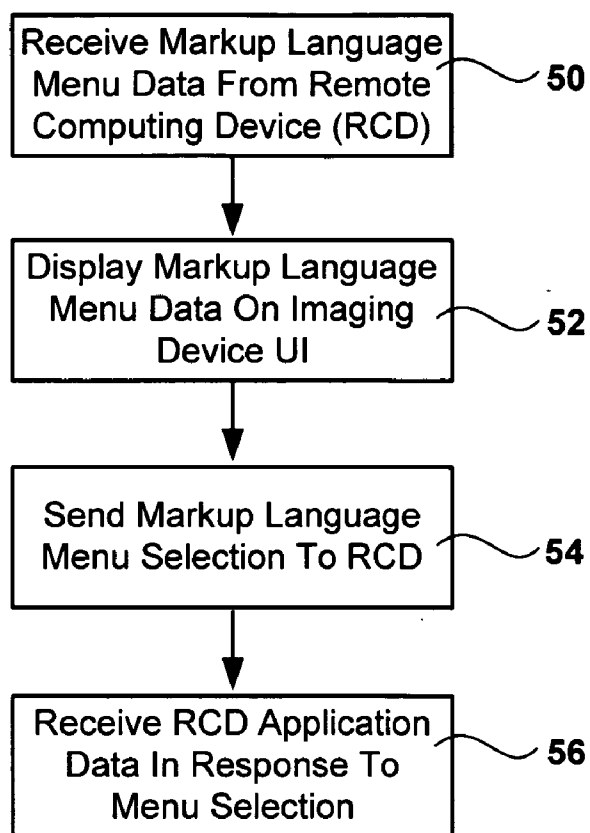 Receive Markup Language
Menu Data From Remote
Computing Device (RCD)
50
Display Markup Language
Menu Data On Imaging
Device UI
52
Send Markup Language
Menu Selection To RCD
54
Receive RCD Application
Data In Response To
Menu Selection
56